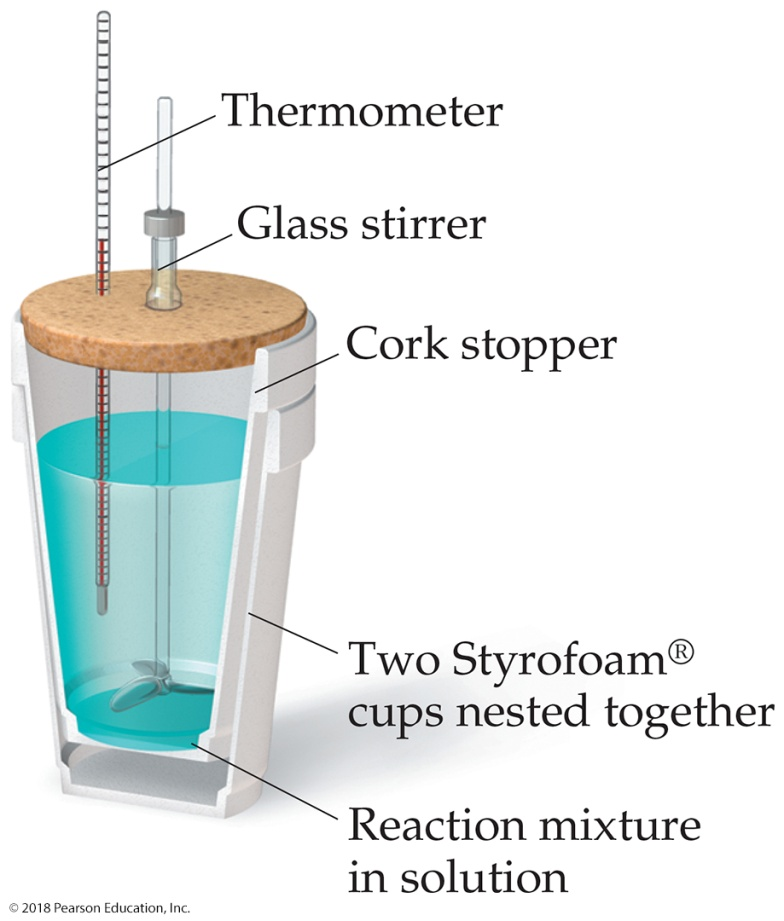 Thermometer
Glass stirrer
Cork stopper
Two Styrofoam®
cups nested together
Reaction mixture
in solution
© 2018 Pearson Education, Inc.